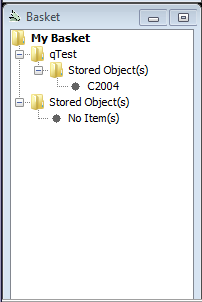 Basket
My Basket
qTest
Stored Object(s)
C2004
Stored Object(s)
No Item(s)